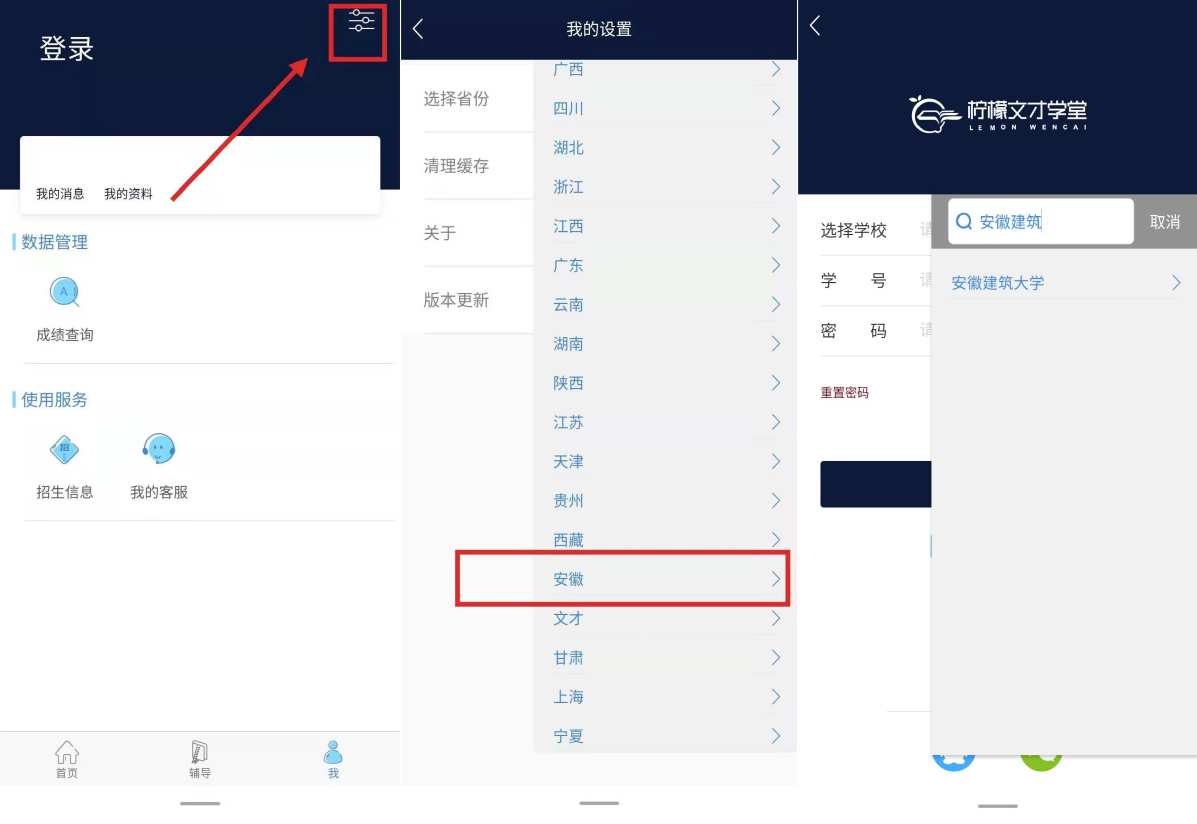 登录
我的消息 我的资料
数据管理
A
成绩查询
使用服务
招生信息 我的客服
首页 辅导 我
我的设置
选择省份
清理缓存
关于
版本更新
广西
四川
湖北
浙江
江西
广东
云南
湖南
陕西
江苏
天津
贵州
西藏
安徽
文才
甘肃
上海
宁夏
柠檬文才学堂
LEMON WENCAI
安徽建筑 取消
选择学校 请
学 号 请
密 码 请
重置密码
安徽建筑大学